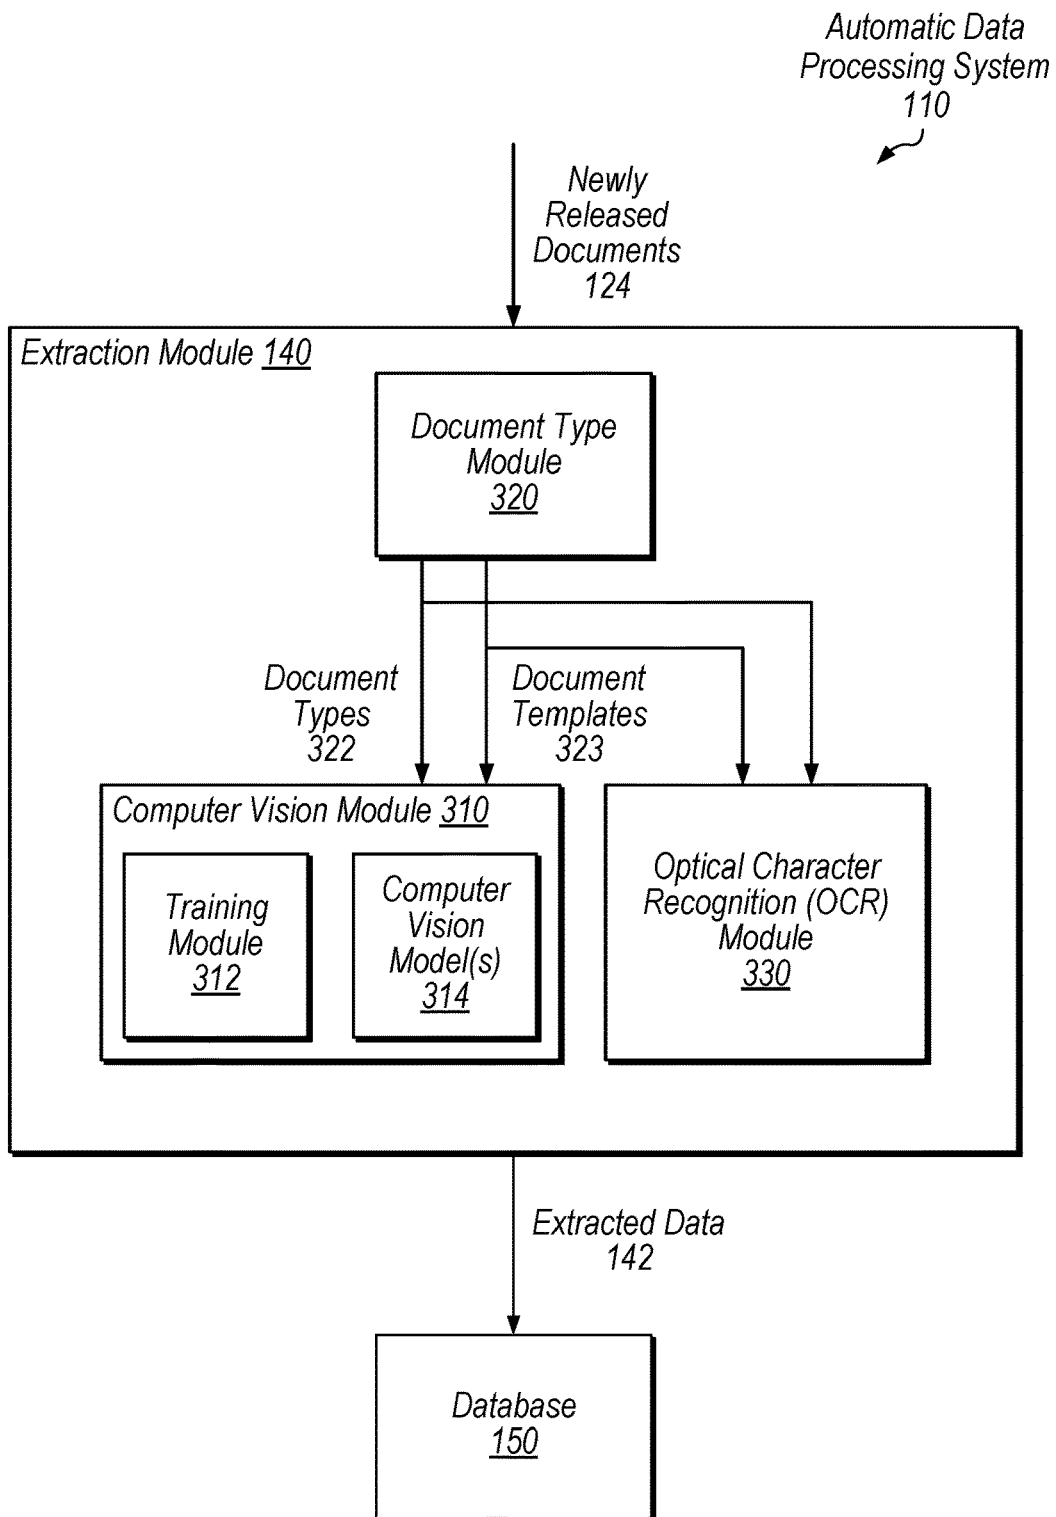 Automatic Data
Processing System
110
Newly
Released
Documents
124
Extraction Module 140
Document Type
Module
320
Document
Types
322
Document
Templates
323
Computer Vision Module 310
Training
Module
312
Computer
Vision
Model(s)
314
Optical Character
Recognition (OCR)
Module
330
Extracted Data
142
Database
150